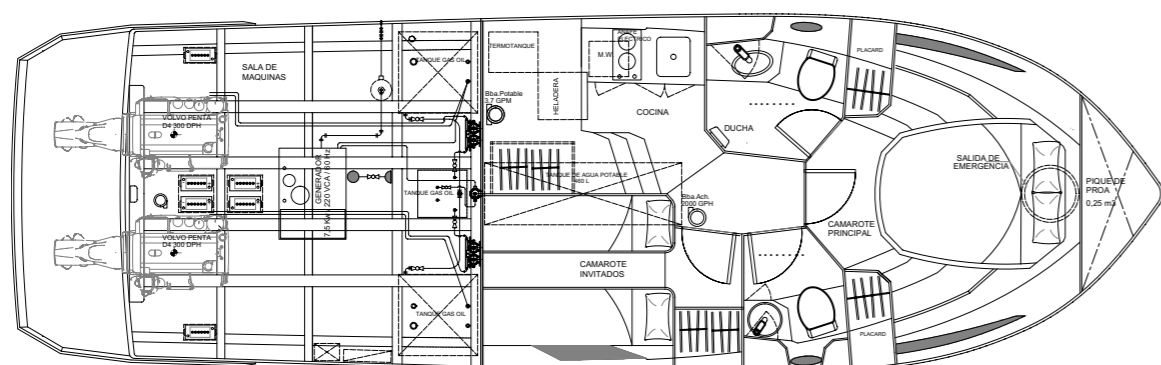 SALA DE
MAQUINAS
VOLVO PENTA
D4 300 DPH
VOLVO PENTA
D4 300 DPH
GENERADOR
7,5 Kw / 220 VCA / 50 Hz
TANQUE GAS OIL
TANQUE GAS OIL
TANQUE GAS OIL
TERMOTANQUE
Bba.Potable
3,7 GPM
HELADERA
M.W.
ELECTRICO
COCINA
TANQUE DE AGUA POTABLE
Bba.Ach.
2000 GPH
CAMAROTE
INVITADOS
DUCHA
PLACARD
CAMAROTE
PRINCIPAL
SALIDA DE
EMERGENCIA
PIQUE DE
PROA
0,25 m3
PLACARD